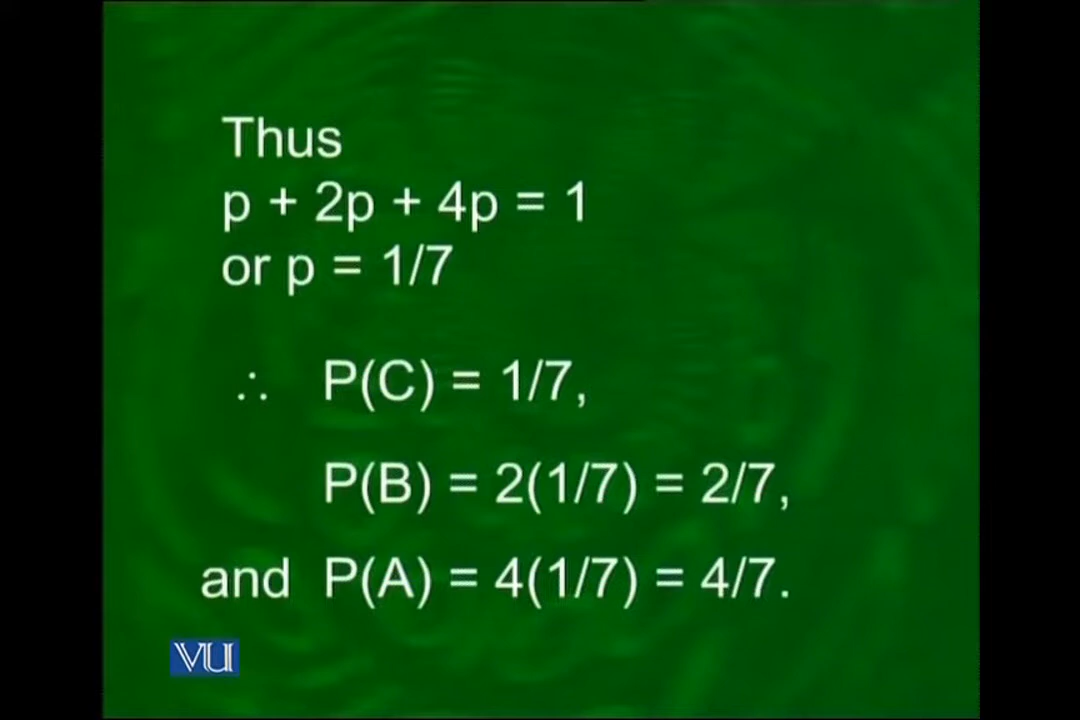 Thus
p + 2p + 4p = 1
or p = 1/7
∴ P(C) = 1/7,
P(B) = 2(1/7) = 2/7,
and P(A) = 4(1/7) = 4/7.
VU